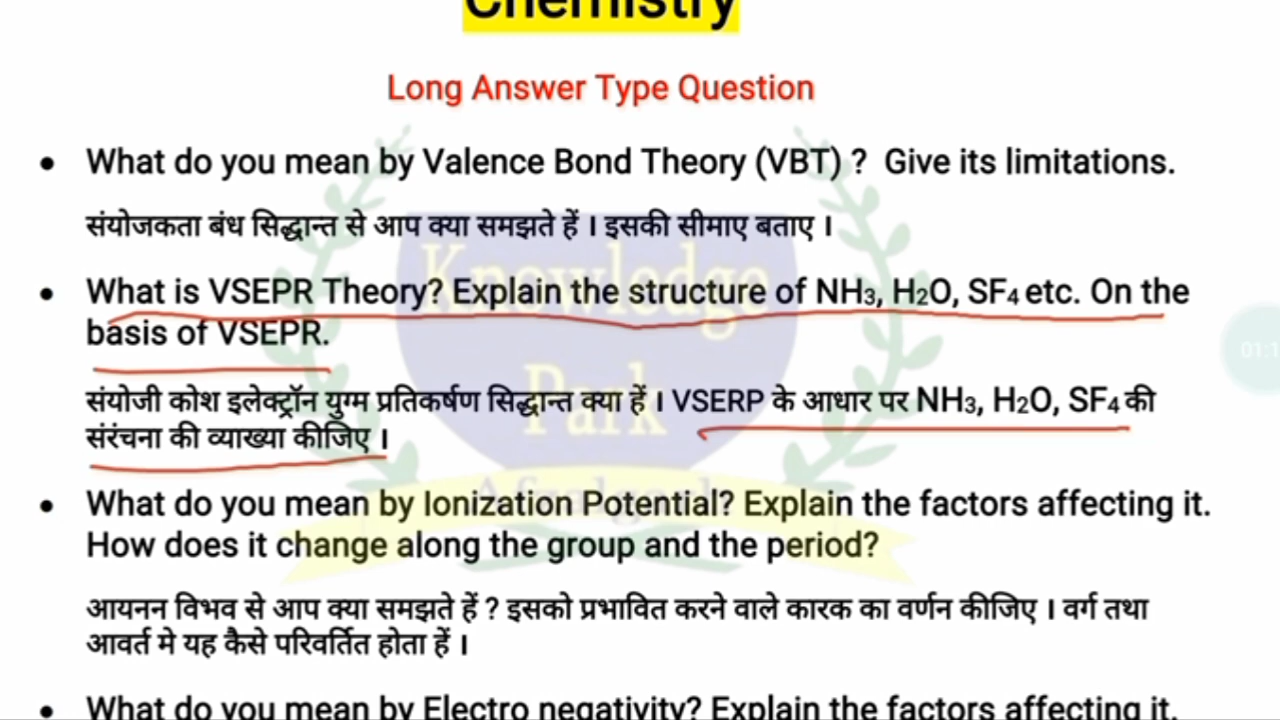 Chemistry
Long Answer Type Question
• What do you mean by Valence Bond Theory (VBT) ? Give its limitations.
संयोजकता बंध सिद्धान्त से आप क्या समझते हें । इसकी सीमाए बताए ।
• What is VSEPR Theory? Explain the structure of NH₃, H₂O, SF₄ etc. On the
basis of VSEPR.
संयोजी कोश इलेक्ट्रॉन युग्म प्रतिकर्षण सिद्धान्त क्या हें । VSERP के आधार पर NH₃, H₂O, SF₄ की
संरंचना की व्याख्या कीजिए ।
• What do you mean by Ionization Potential? Explain the factors affecting it.
How does it change along the group and the period?
आयनन विभव से आप क्या समझते हें ? इसको प्रभावित करने वाले कारक का वर्णन कीजिए । वर्ग तथा
आवर्त मे यह कैसे परिवर्तित होता हें ।
• What do you mean by Electro negativity? Explain the factors affecting it.
Knowledge
Park
Afzalgarh